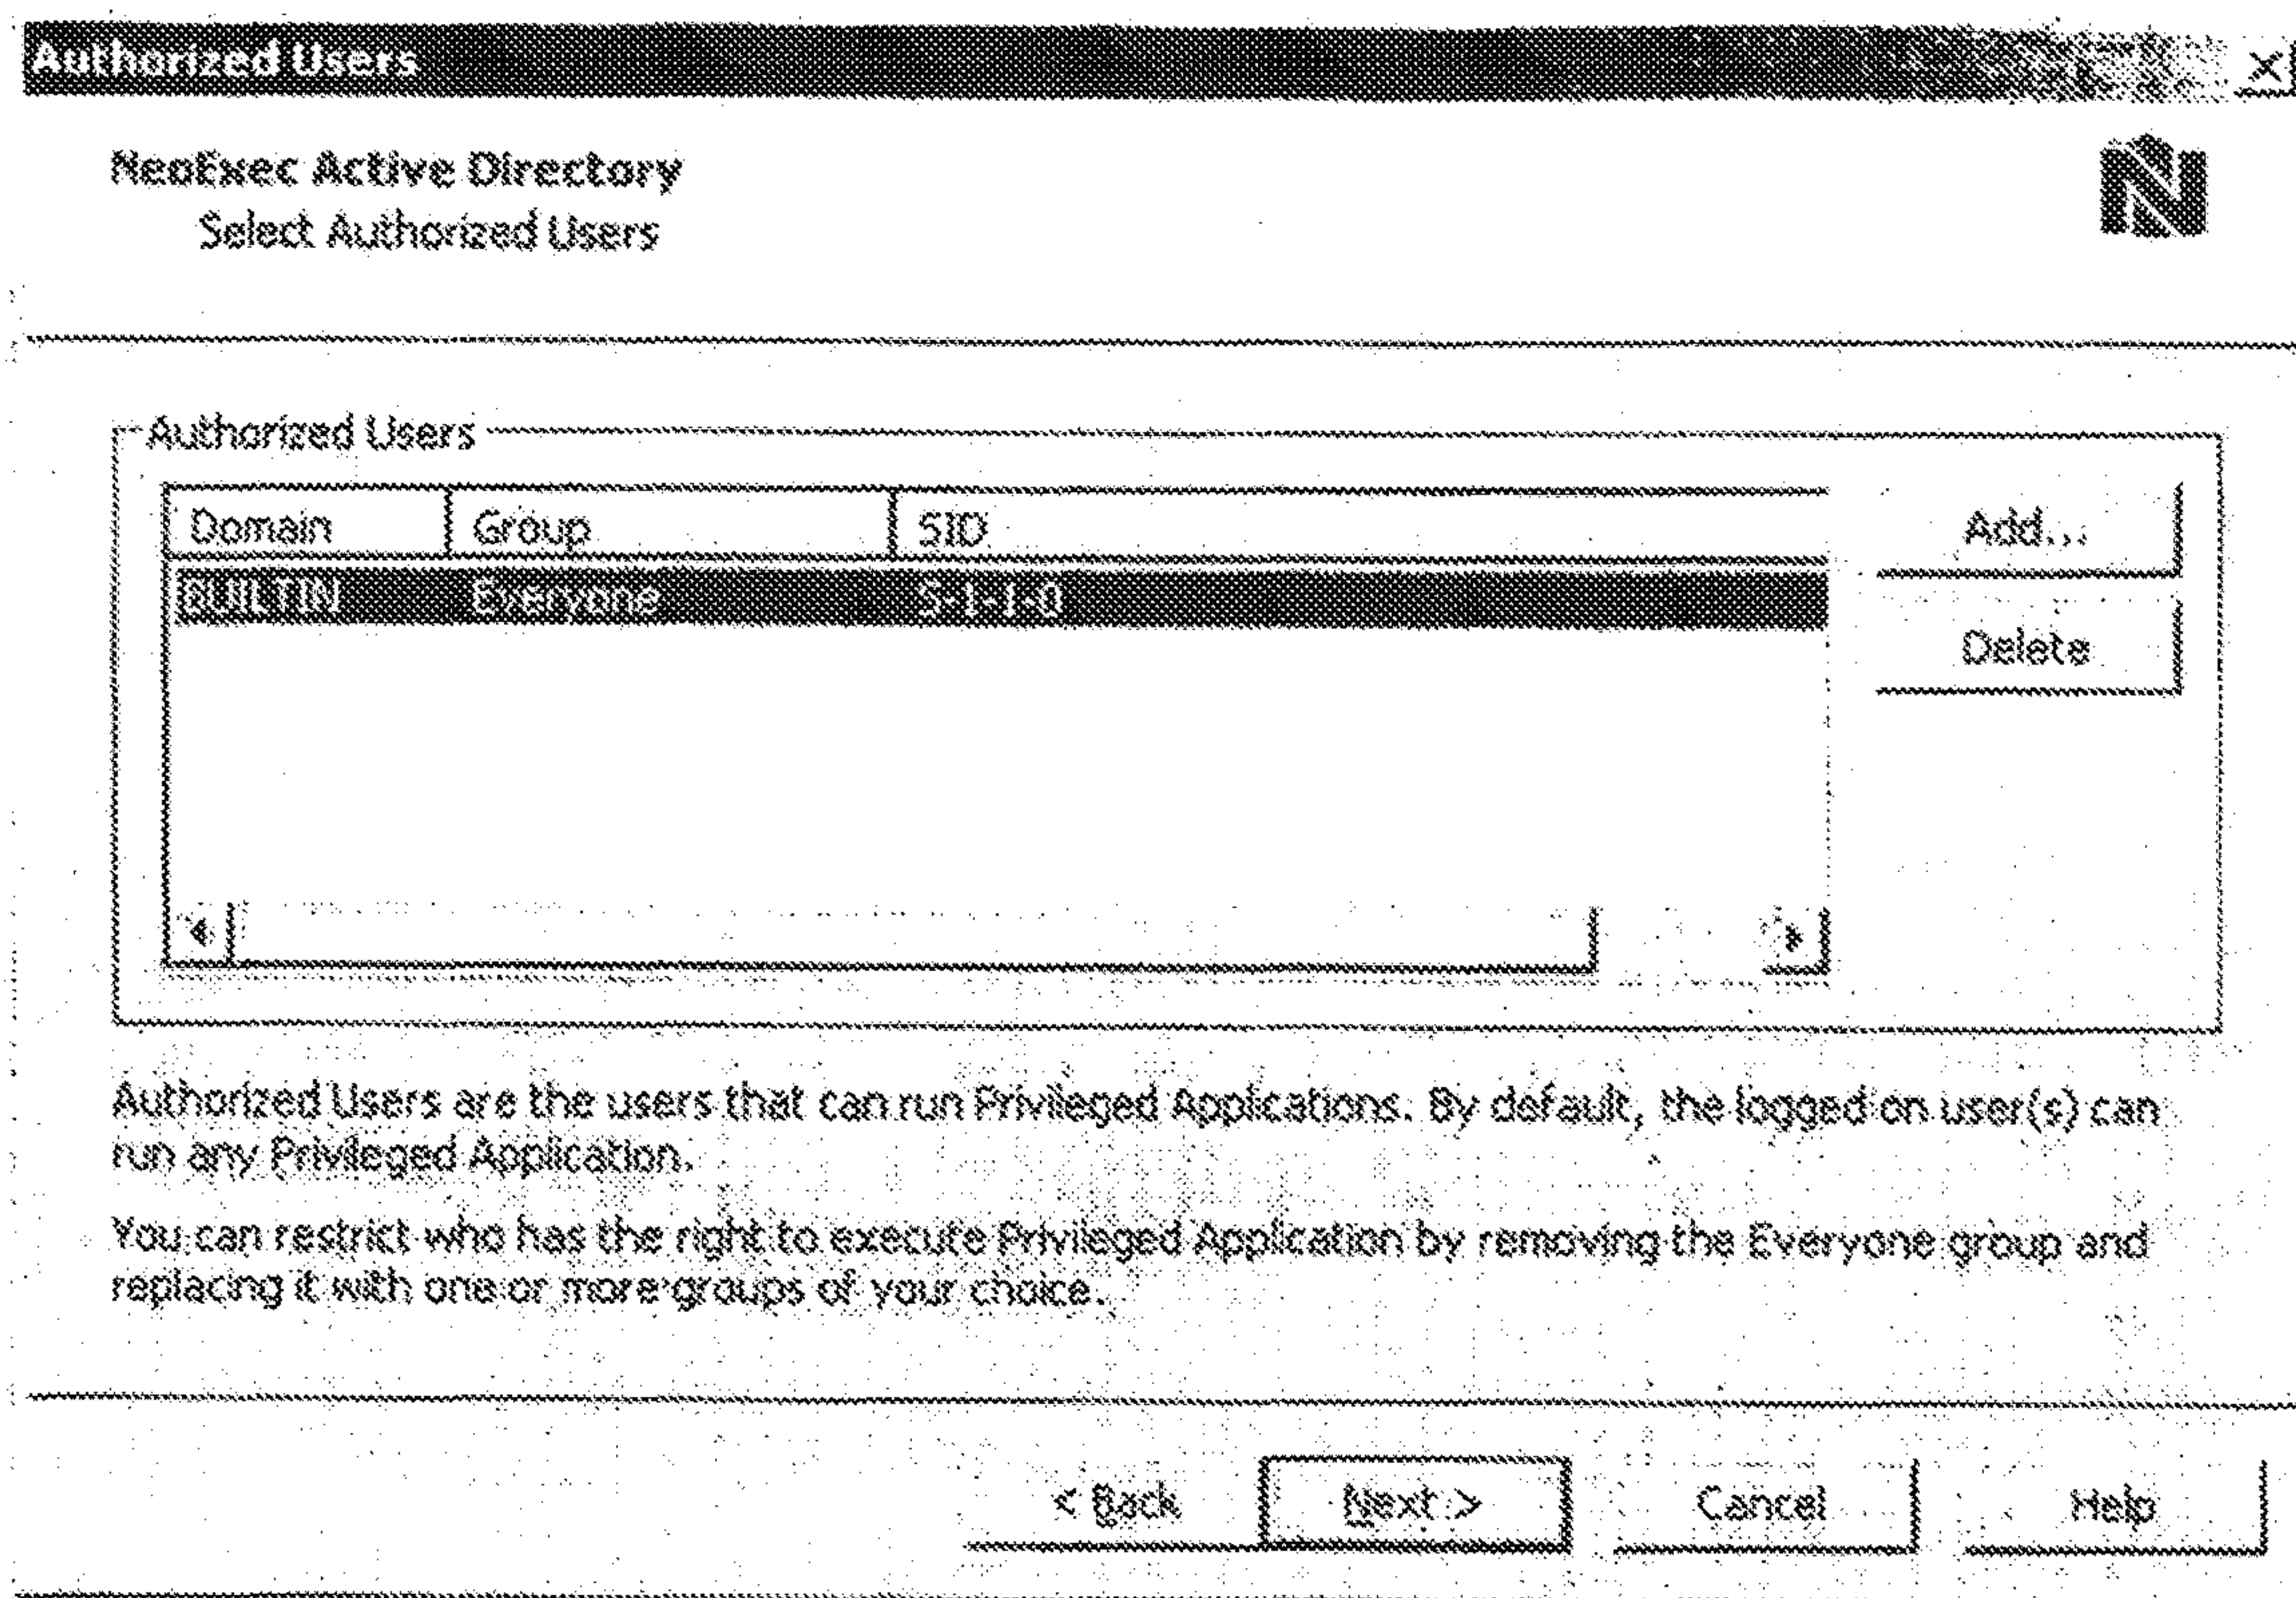 Authorized Users
NeoExec Active Directory
Select Authorized Users
Authorized Users
Domain Group SID
BUILTIN Everyone S-1-1-0
Add...
Delete
Authorized Users are the users that can run Privileged Applications. By default, the logged on user(s) can
run any Privileged Application.
You can restrict who has the right to execute Privileged Application by removing the Everyone group and
replacing it with one or more groups of your choice.
< Back Next > Cancel Help